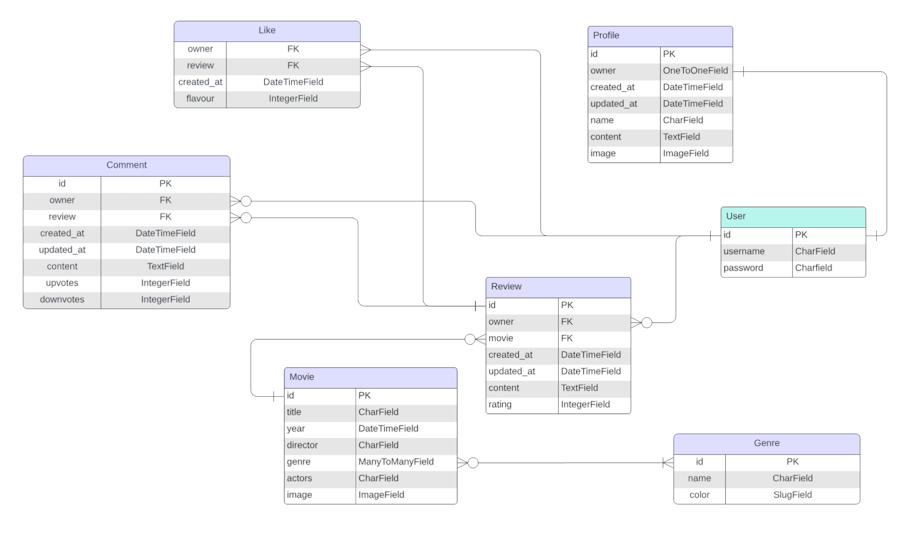 Like
owner FK
review FK
created_at DateTimeField
flavour IntegerField
Profile
id PK
owner OneToOneField
created_at DateTimeField
updated_at DateTimeField
name CharField
content TextField
image ImageField
Comment
id PK
owner FK
review FK
created_at DateTimeField
updated_at DateTimeField
content TextField
upvotes IntegerField
downvotes IntegerField
User
id PK
username CharField
password Charfield
Review
id PK
owner FK
movie FK
created_at DateTimeField
updated_at DateTimeField
content TextField
rating IntegerField
Movie
id PK
title CharField
year DateTimeField
director CharField
genre ManyToManyField
actors CharField
image ImageField
Genre
id PK
name CharField
color SlugField